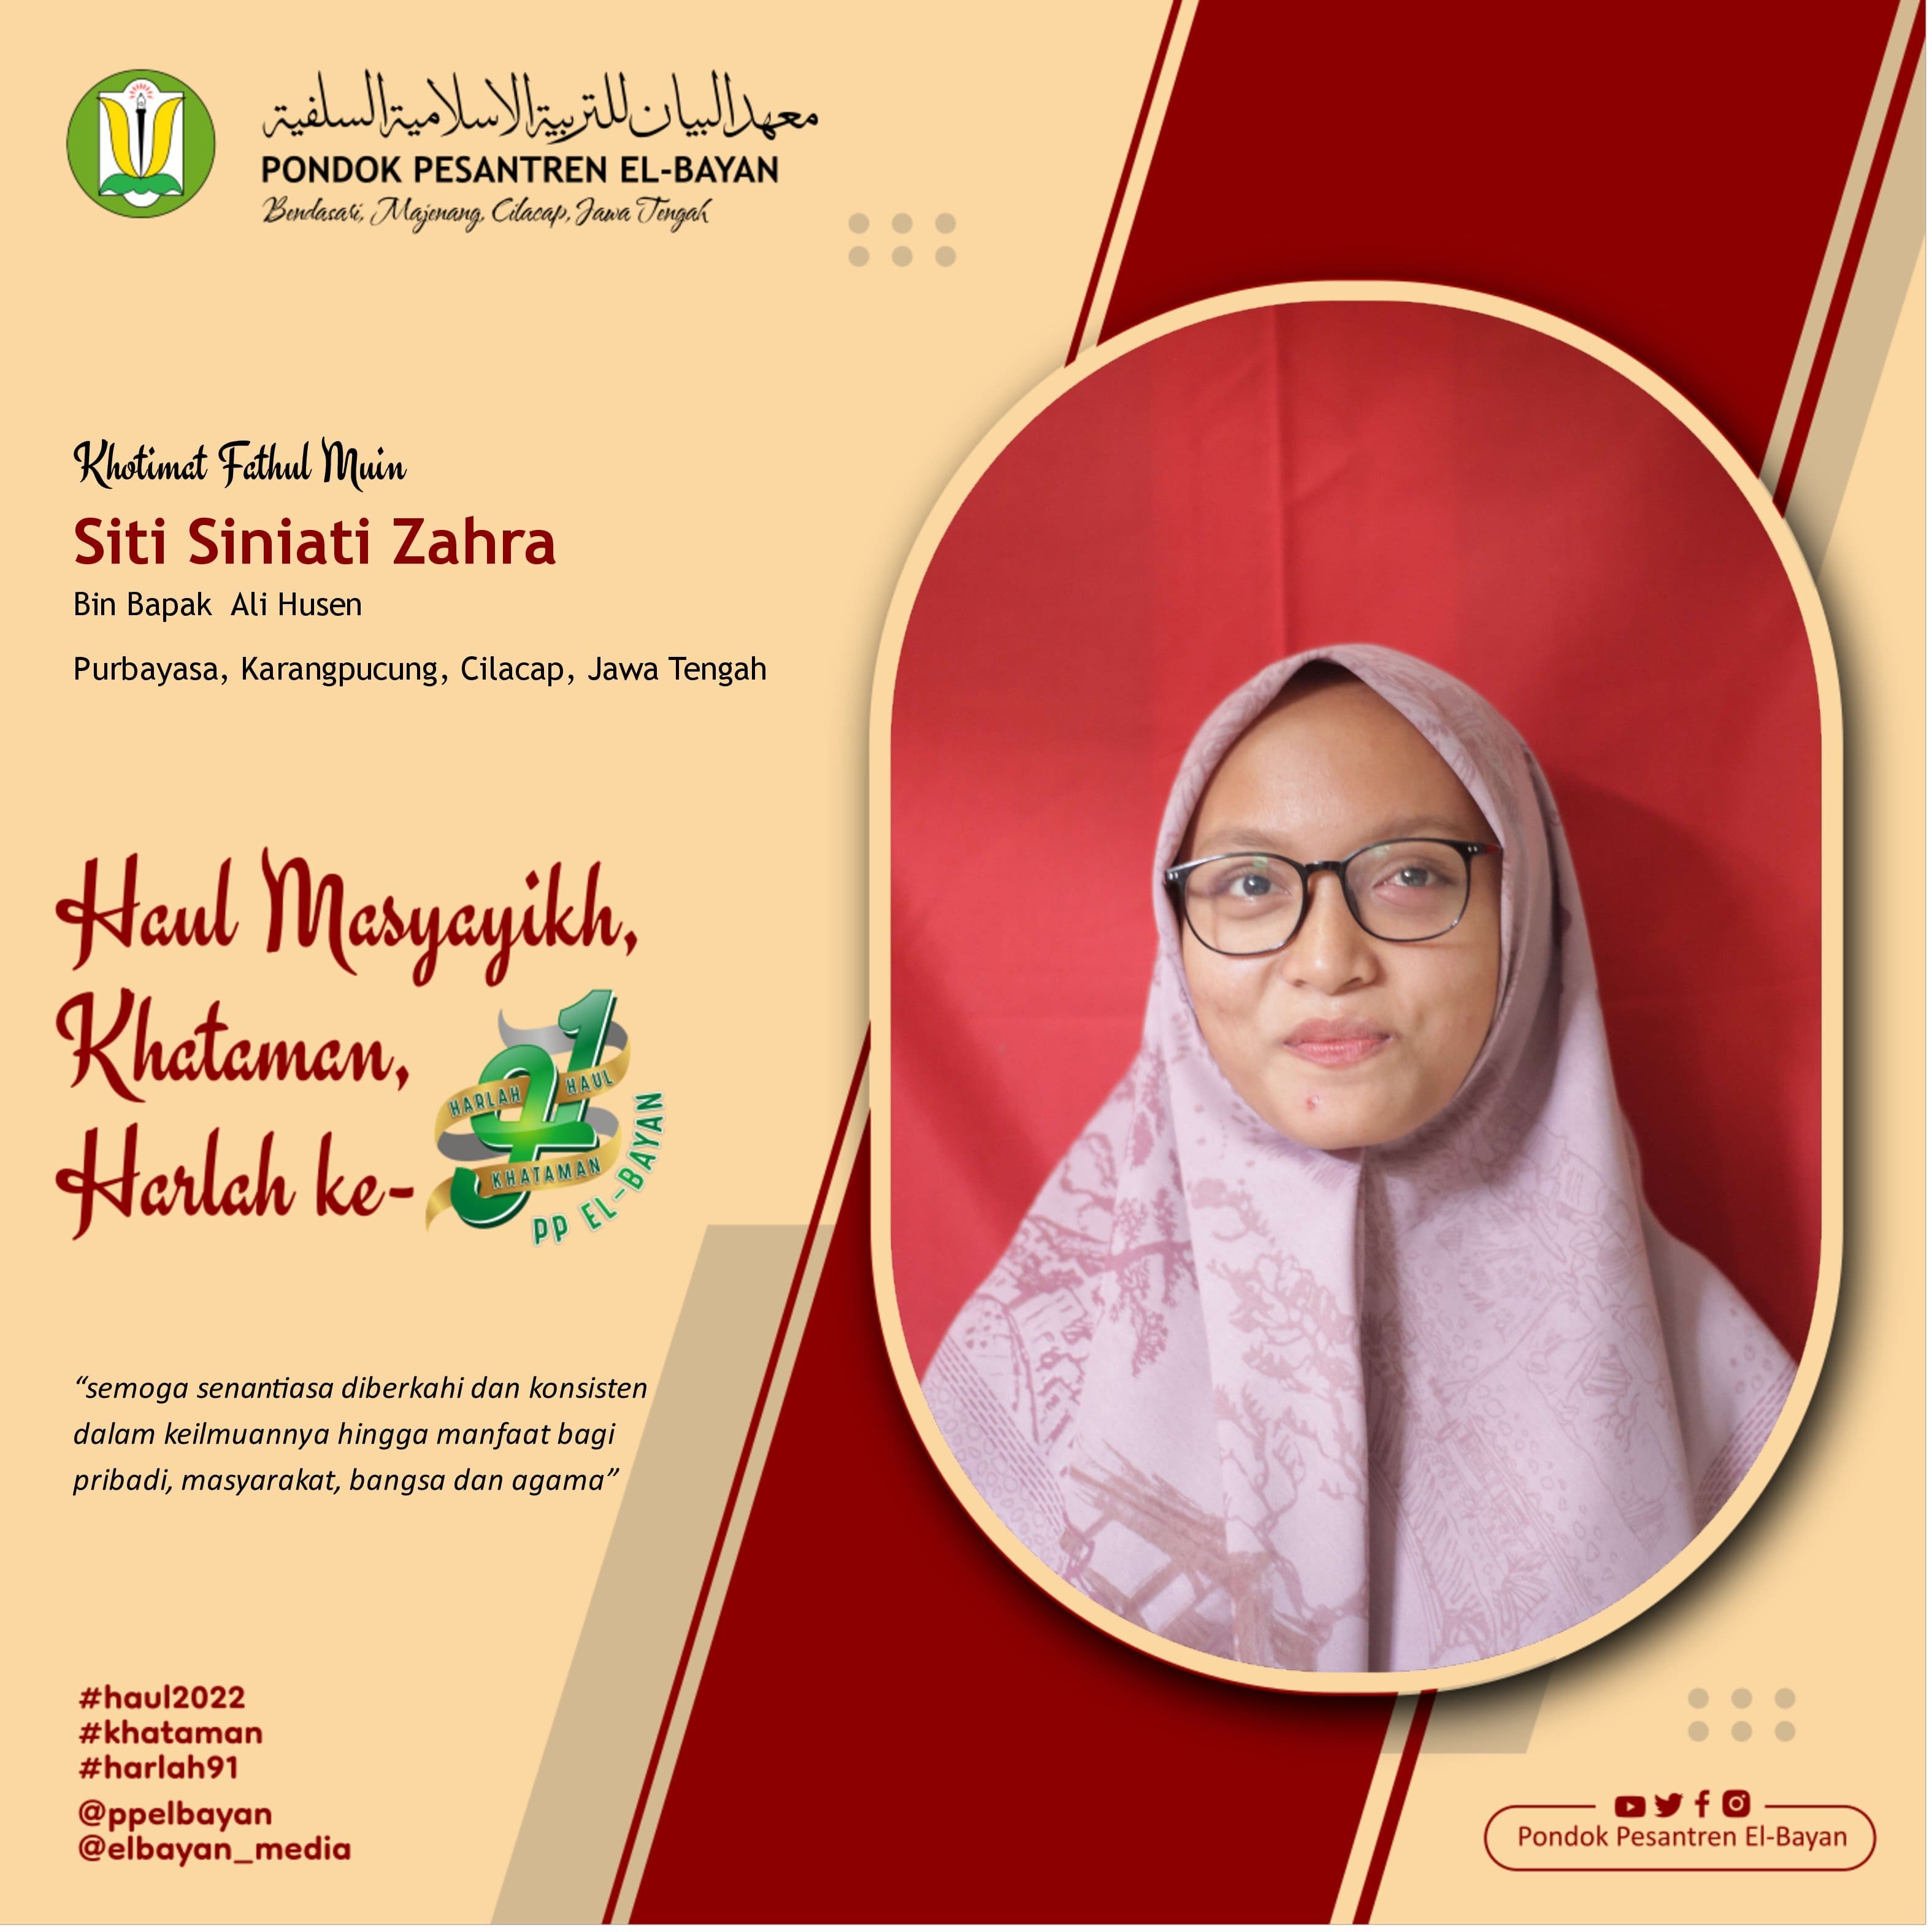 معهد البيان للتربية الاسلامية السلفية
PONDOK PESANTREN EL-BAYAN
Bendasari, Majenang, Cilacap, Jawa Tengah
Khotimat Fathul Muin
Siti Siniati Zahra
Bin Bapak  Ali Husen
Purbayasa, Karangpucung, Cilacap, Jawa Tengah
Haul Masyayikh,
Khataman,
Harlah ke-
91
HARLAH HAUL
KHATAMAN
PP EL-BAYAN
“semoga senantiasa diberkahi dan konsisten
dalam keilmuannya hingga manfaat bagi
pribadi, masyarakat, bangsa dan agama”
#haul2022
#khataman
#harlah91
@ppelbayan
@elbayan_media
Pondok Pesantren El-Bayan